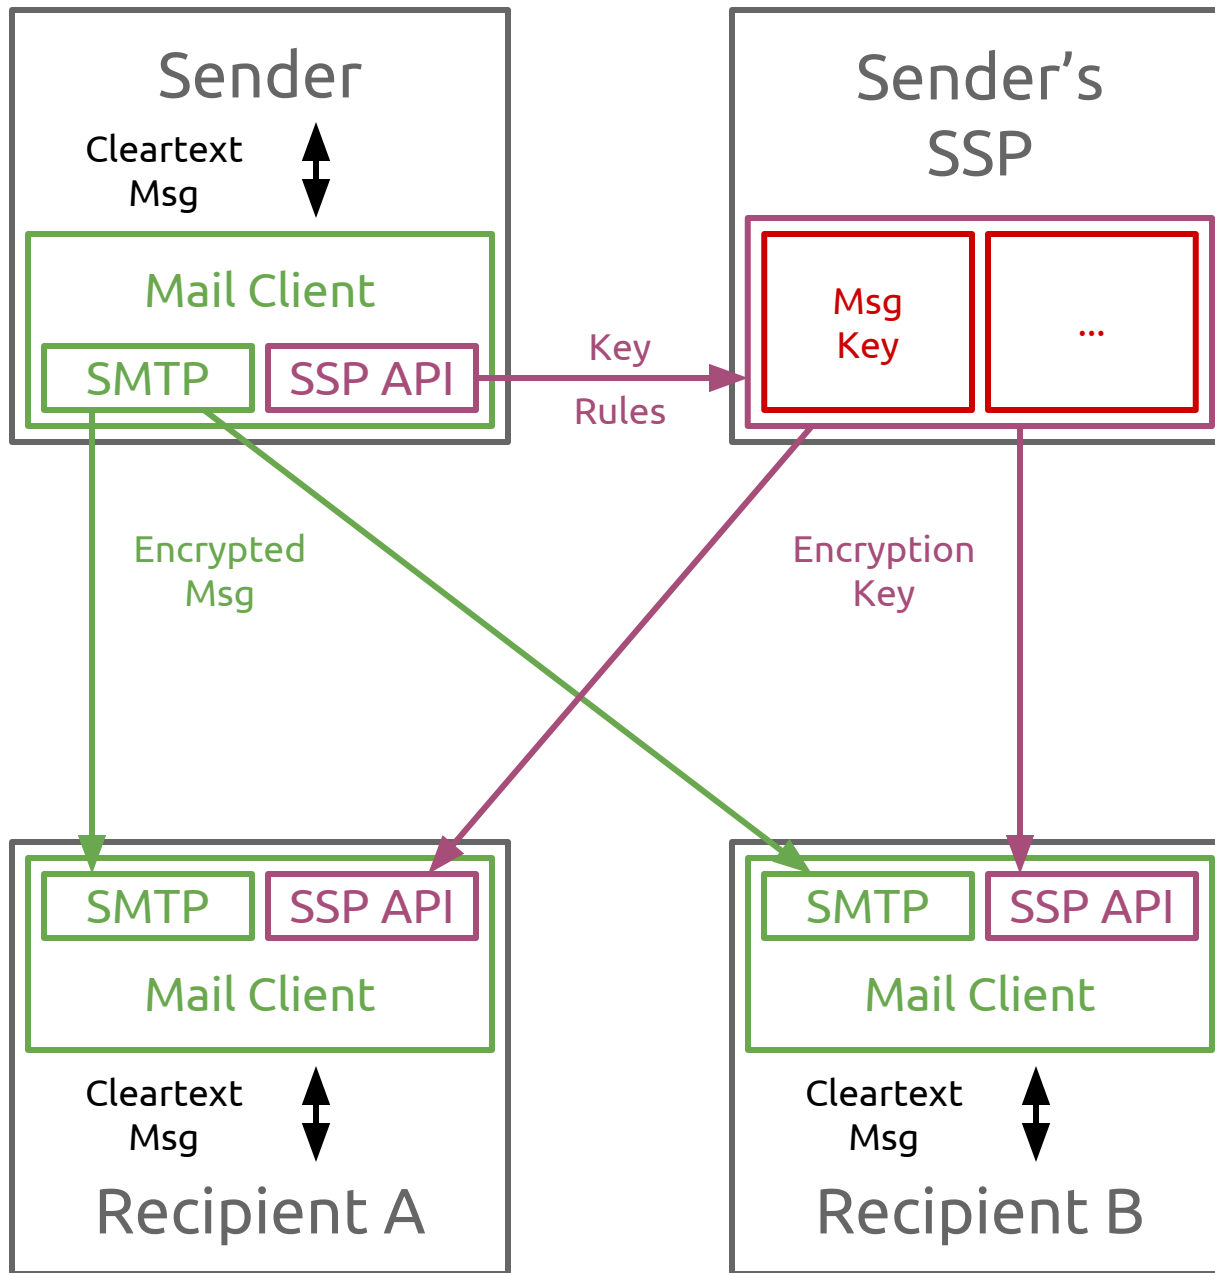 Sender
Cleartext
Msg
Mail Client
SMTP
SSP API
Key
Rules
Sender’s
SSP
Msg
Key
...
Encrypted
Msg
Encryption
Key
SMTP
SSP API
Mail Client
Cleartext
Msg
Recipient A
SMTP
SSP API
Mail Client
Cleartext
Msg
Recipient B